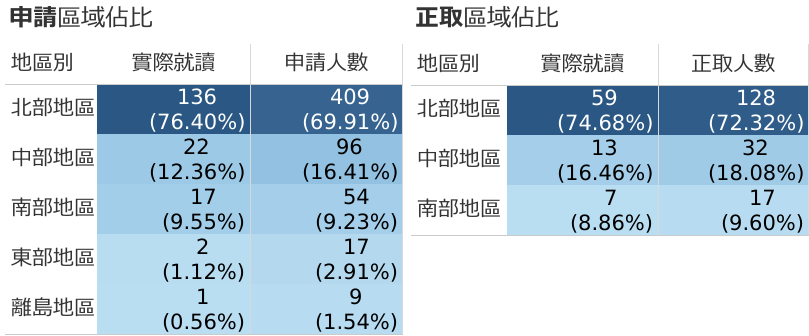 申請區域佔比
地區別 實際就讀 申請人數
北部地區 136 409
(76.40%) (69.91%)
中部地區 22 96
(12.36%) (16.41%)
南部地區 17 54
(9.55%) (9.23%)
東部地區 2 17
(1.12%) (2.91%)
離島地區 1 9
(0.56%) (1.54%)
正取區域佔比
地區別 實際就讀 正取人數
北部地區 59 128
(74.68%) (72.32%)
中部地區 13 32
(16.46%) (18.08%)
南部地區 7 17
(8.86%) (9.60%)